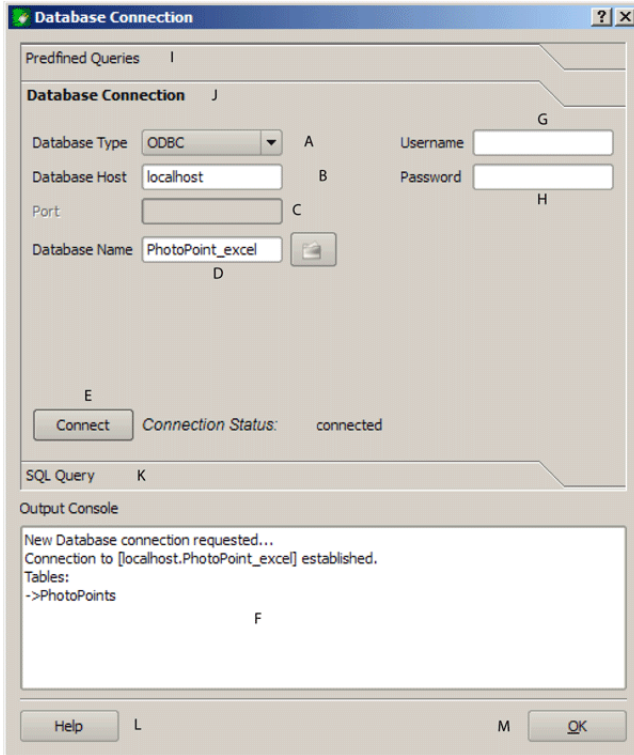 Database Connection
Predfined Queries I
Database Connection J
G
Database Type ODBC A Username
Database Host localhost B Password
H
Port C
Database Name PhotoPoint_excel
D
E
Connect Connection Status: connected
SQL Query K
Output Console
New Database connection requested...
Connection to [localhost.PhotoPoint_excel] established.
Tables:
->PhotoPoints
F
Help L M OK